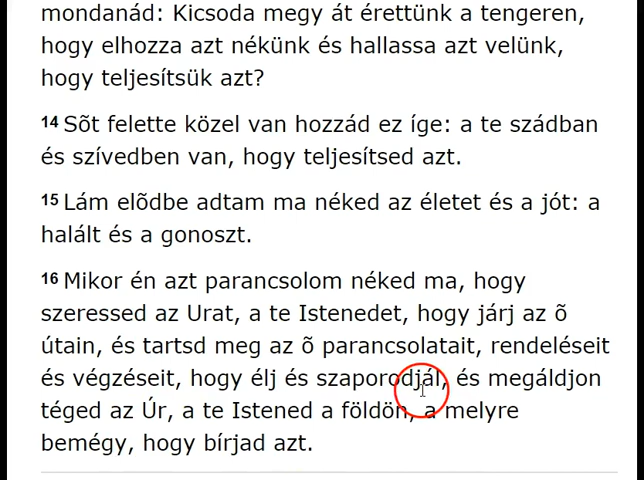 mondanád: Kicsoda megy át érettünk a tengeren,
hogy elhozza azt nékünk és hallassa azt velünk,
hogy teljesítsük azt?
14 Sõt felette közel van hozzád ez íge: a te szádban
és szívedben van, hogy teljesítsed azt.
15 Lám elõdbe adtam ma néked az életet és a jót: a
halált és a gonoszt.
16 Mikor én azt parancsolom néked ma, hogy
szeressed az Urat, a te Istenedet, hogy járj az õ
útain, és tartsd meg az õ parancsolatait, rendeléseit
és végzéseit, hogy élj és szaporodjál, és megáldjon
téged az Úr, a te Istened a földön, a melyre
bemégy, hogy bírjad azt.